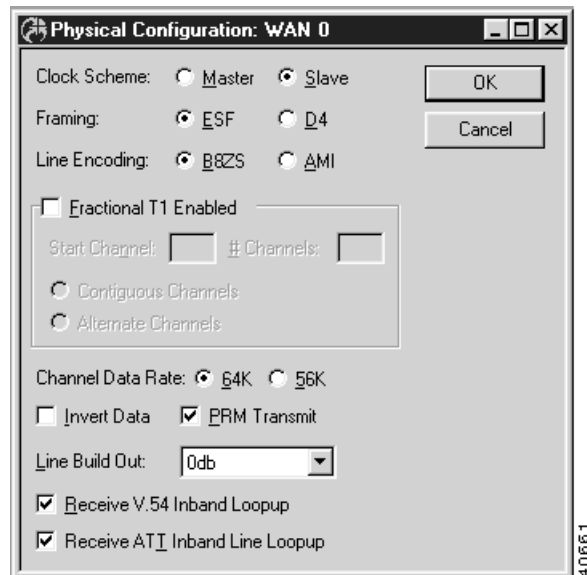 Physical Configuration: WAN 0
Clock Scheme: Master Slave
OK
Framing: ESF D4
Cancel
Line Encoding: B8ZS AMI
Fractional T1 Enabled
Start Channel: # Channels:
Contiguous Channels
Alternate Channels
Channel Data Rate: 64K 56K
Invert Data PRM Transmit
Line Build Out: 0db
Receive V.54 Inband Loopup
Receive ATT Inband Line Loopup
40661